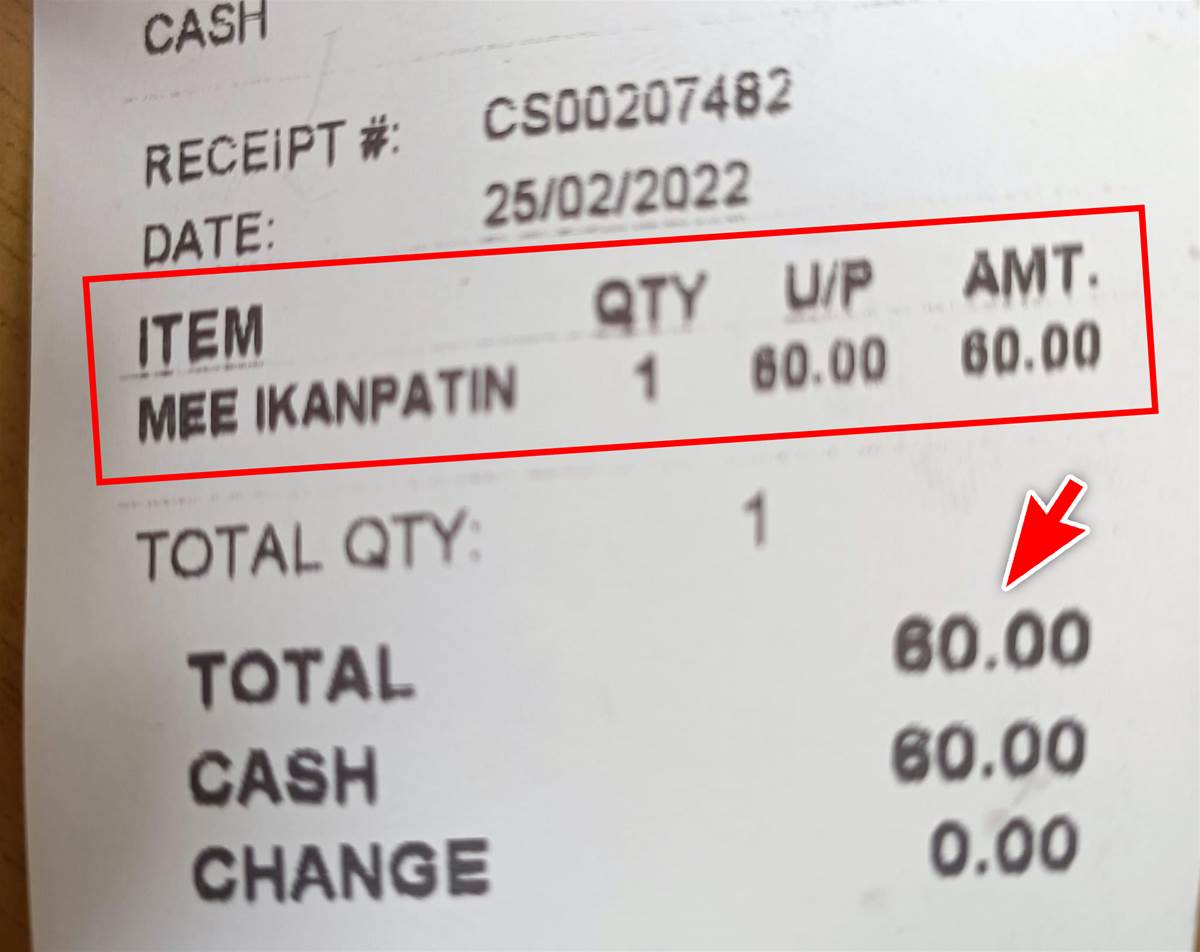 CASH
RECEIPT #: CS00207482
DATE: 25/02/2022
ITEM QTY U/P AMT.
MEE IKANPATIN 1 60.00 60.00
TOTAL QTY: 1
TOTAL 60.00
CASH 60.00
CHANGE 0.00